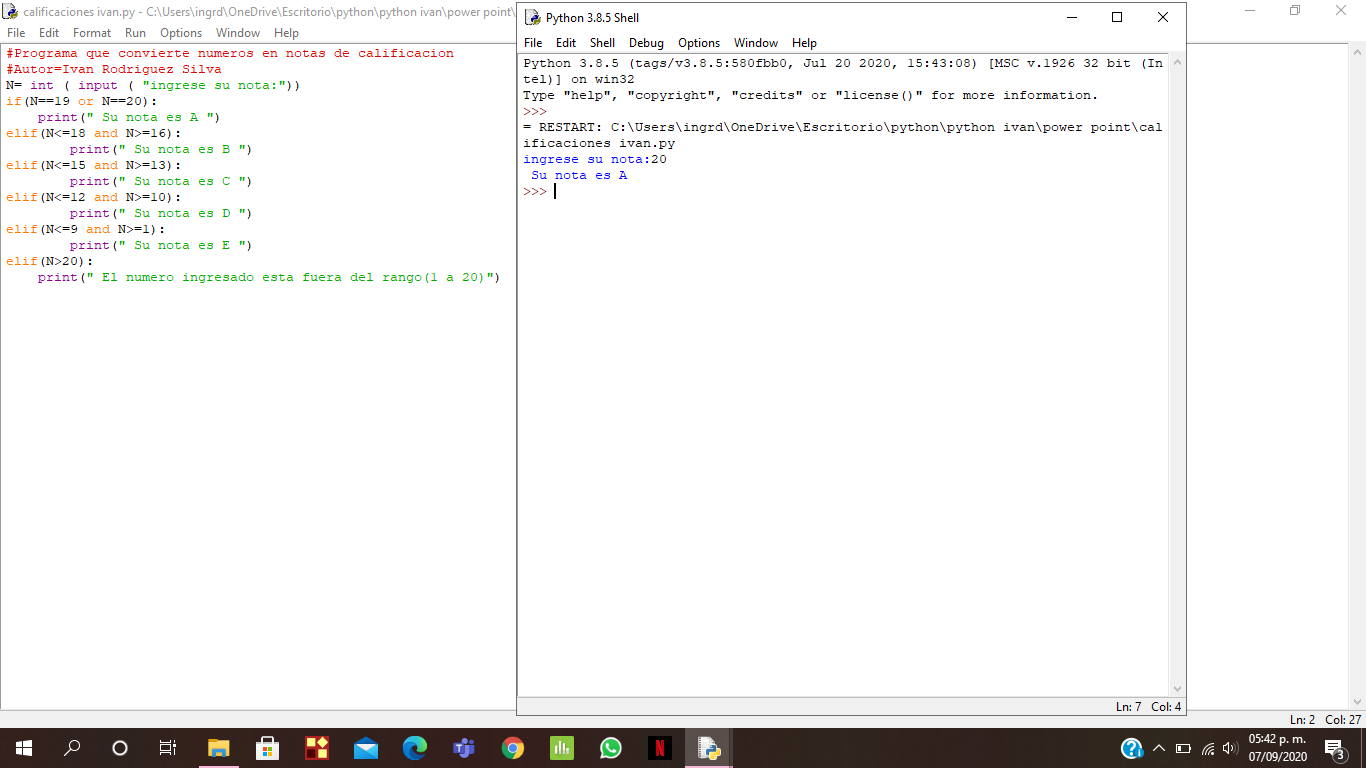 calificaciones ivan.py - C:\Users\ingrd\OneDrive\Escritorio\python\python ivan\power point\
File Edit Format Run Options Window Help
#Programa que convierte numeros en notas de calificacion
#Autor=Ivan Rodriguez Silva
N= int ( input ( "ingrese su nota:"))
if(N==19 or N==20):
    print(" Su nota es A ")
elif(N<=18 and N>=16):
        print(" Su nota es B ")
elif(N<=15 and N>=13):
        print(" Su nota es C ")
elif(N<=12 and N>=10):
        print(" Su nota es D ")
elif(N<=9 and N>=1):
        print(" Su nota es E ")
elif(N>20):
    print(" El numero ingresado esta fuera del rango(1 a 20)")
Python 3.8.5 Shell
File Edit Shell Debug Options Window Help
Python 3.8.5 (tags/v3.8.5:580fbb0, Jul 20 2020, 15:43:08) [MSC v.1926 32 bit (In
tel)] on win32
Type "help", "copyright", "credits" or "license()" for more information.
>>>
= RESTART: C:\Users\ingrd\OneDrive\Escritorio\python\python ivan\power point\cal
ificaciones ivan.py
ingrese su nota:20
 Su nota es A
>>>
Ln: 7 Col: 4
Ln: 2 Col: 27
05:42 p. m.
07/09/2020
3